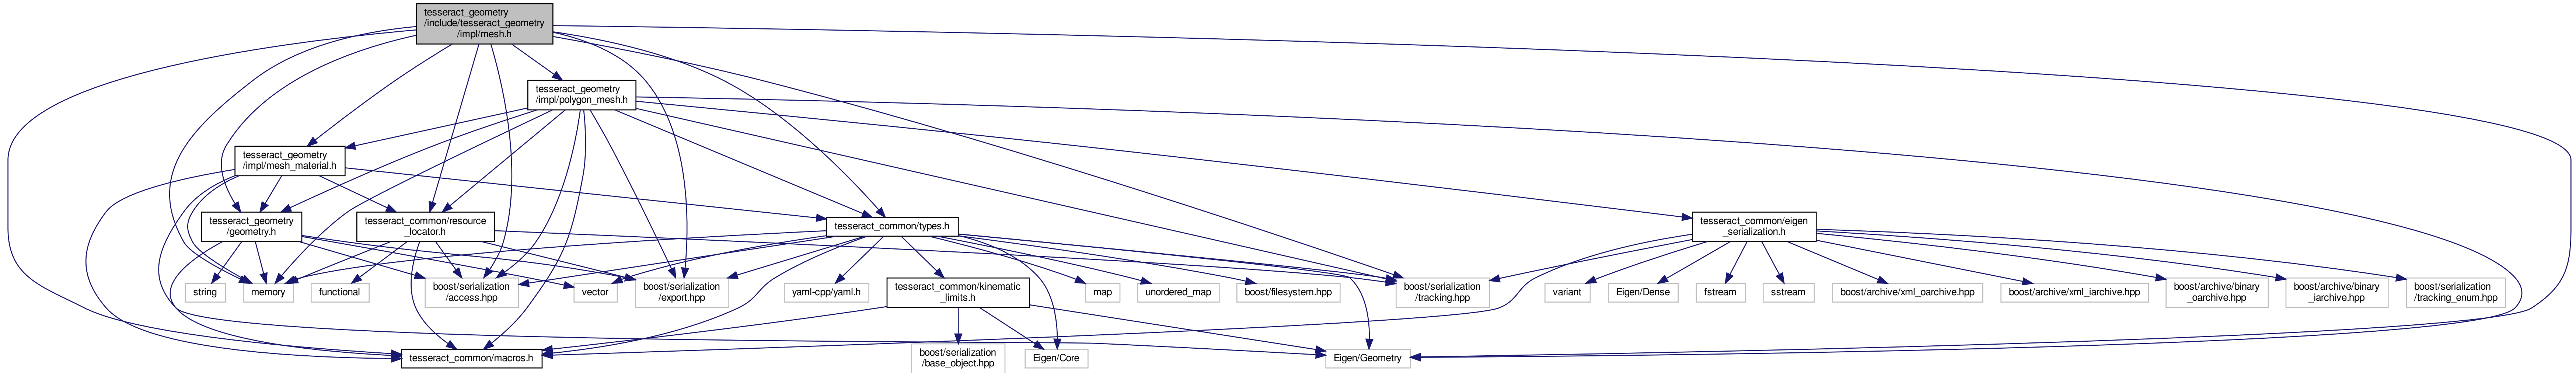 tesseract_geometry
/include/tesseract_geometry
/impl/mesh.h
tesseract_geometry
/impl/polygon_mesh.h
tesseract_geometry
/impl/mesh_material.h
tesseract_geometry
/geometry.h
tesseract_common/resource
_locator.h
tesseract_common/types.h
tesseract_common/eigen
_serialization.h
string
memory
functional
boost/serialization
/access.hpp
vector
boost/serialization
/export.hpp
yaml-cpp/yaml.h
tesseract_common/kinematic
_limits.h
map
unordered_map
boost/filesystem.hpp
boost/serialization
/tracking.hpp
variant
Eigen/Dense
fstream
sstream
boost/archive/xml_oarchive.hpp
boost/archive/xml_iarchive.hpp
boost/archive/binary
_oarchive.hpp
boost/archive/binary
_iarchive.hpp
boost/serialization
/tracking_enum.hpp
tesseract_common/macros.h
boost/serialization
/base_object.hpp
Eigen/Core
Eigen/Geometry